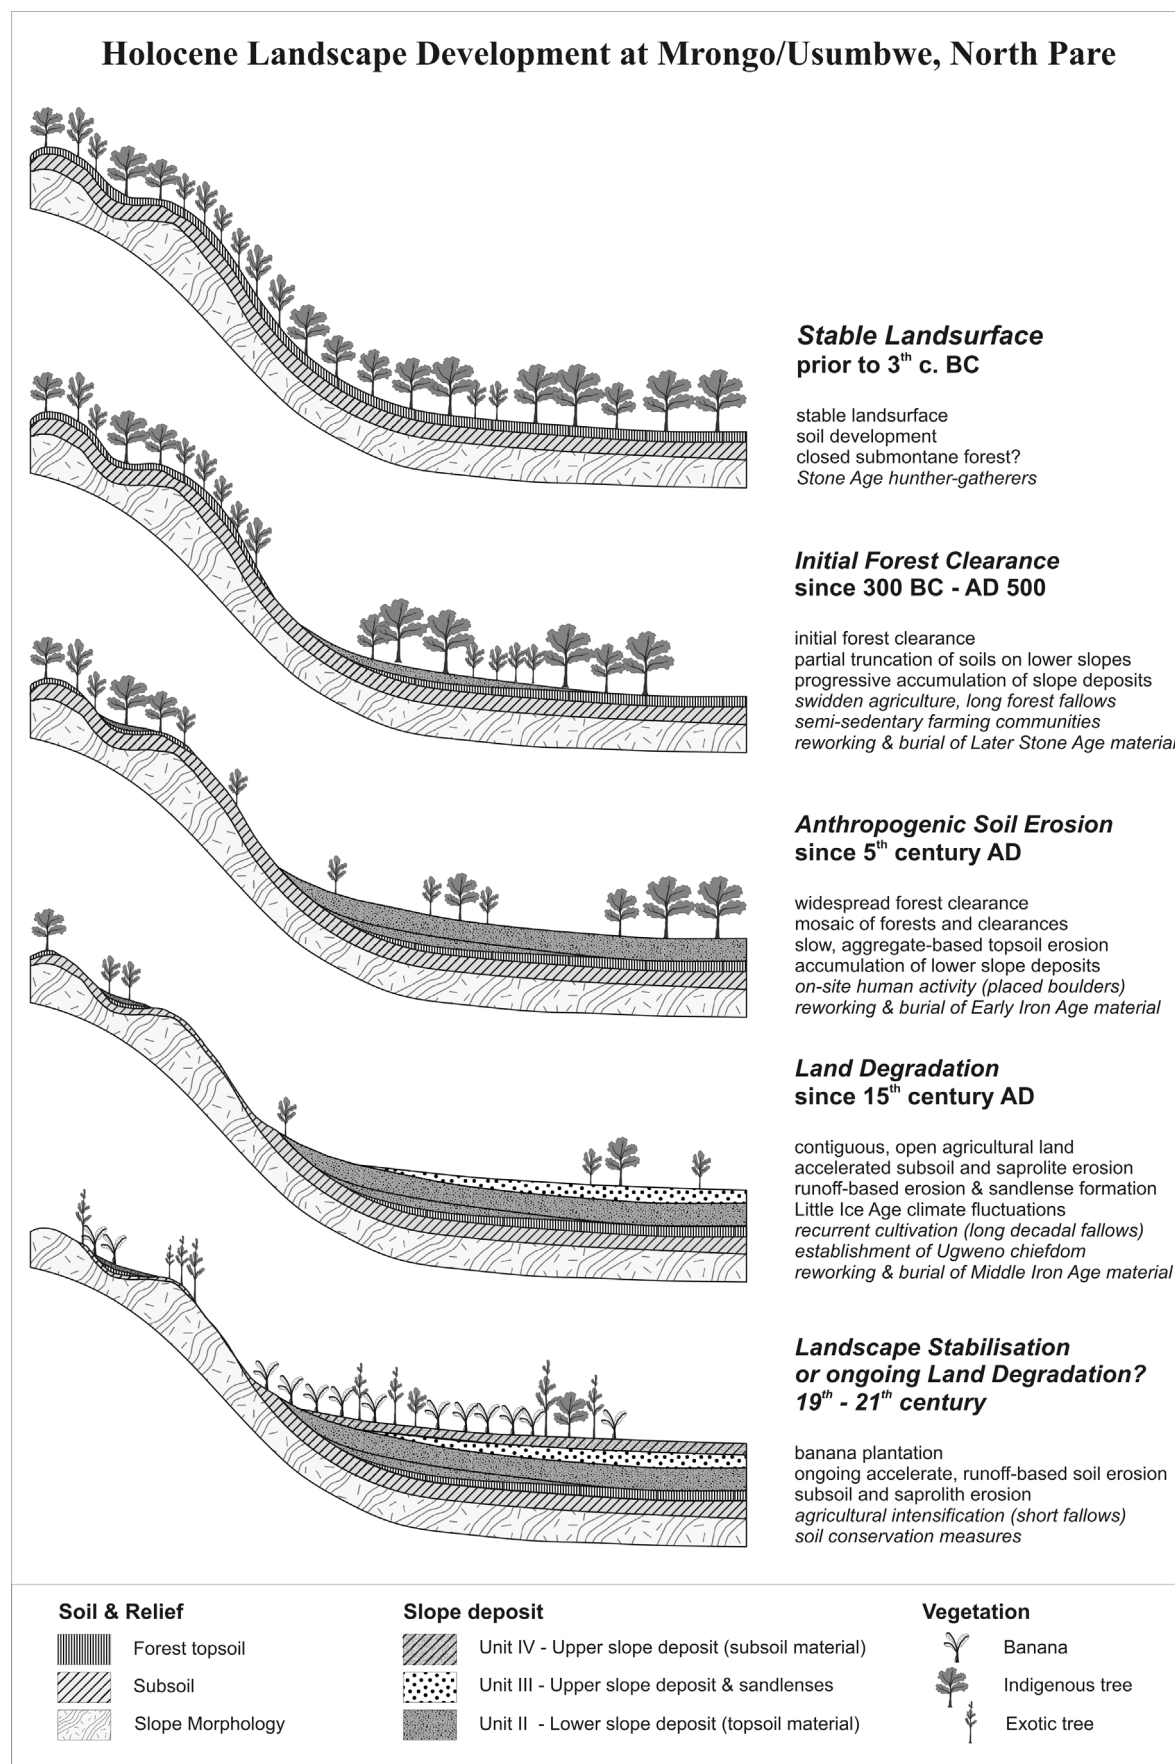 Holocene Landscape Development at Mrongo/Usumbwe, North Pare
Stable Landsurface
prior to 3th c. BC
stable landsurface
soil development
closed submontane forest?
Stone Age hunther-gatherers
Initial Forest Clearance
since 300 BC - AD 500
initial forest clearance
partial truncation of soils on lower slopes
progressive accumulation of slope deposits
swidden agriculture, long forest fallows
semi-sedentary farming communities
reworking & burial of Later Stone Age material
Anthropogenic Soil Erosion
since 5th century AD
widespread forest clearance
mosaic of forests and clearances
slow, aggregate-based topsoil erosion
accumulation of lower slope deposits
on-site human activity (placed boulders)
reworking & burial of Early Iron Age material
Land Degradation
since 15th century AD
contiguous, open agricultural land
accelerated subsoil and saprolite erosion
runoff-based erosion & sandlense formation
Little Ice Age climate fluctuations
recurrent cultivation (long decadal fallows)
establishment of Ugweno chiefdom
reworking & burial of Middle Iron Age material
Landscape Stabilisation
or ongoing Land Degradation?
19th - 21th century
banana plantation
ongoing accelerate, runoff-based soil erosion
subsoil and saprolith erosion
agricultural intensification (short fallows)
soil conservation measures
Soil & Relief
Forest topsoil
Subsoil
Slope Morphology
Slope deposit
Unit IV - Upper slope deposit (subsoil material)
Unit III - Upper slope deposit & sandlenses
Unit II - Lower slope deposit (topsoil material)
Vegetation
Banana
Indigenous tree
Exotic tree